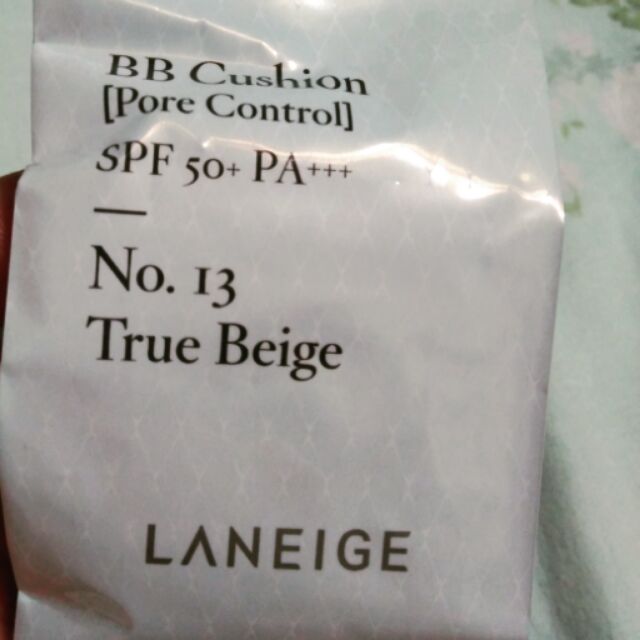 BB Cushion
[Pore Control]
SPF 50+ PA+++
No. 13
True Beige
LANEIGE